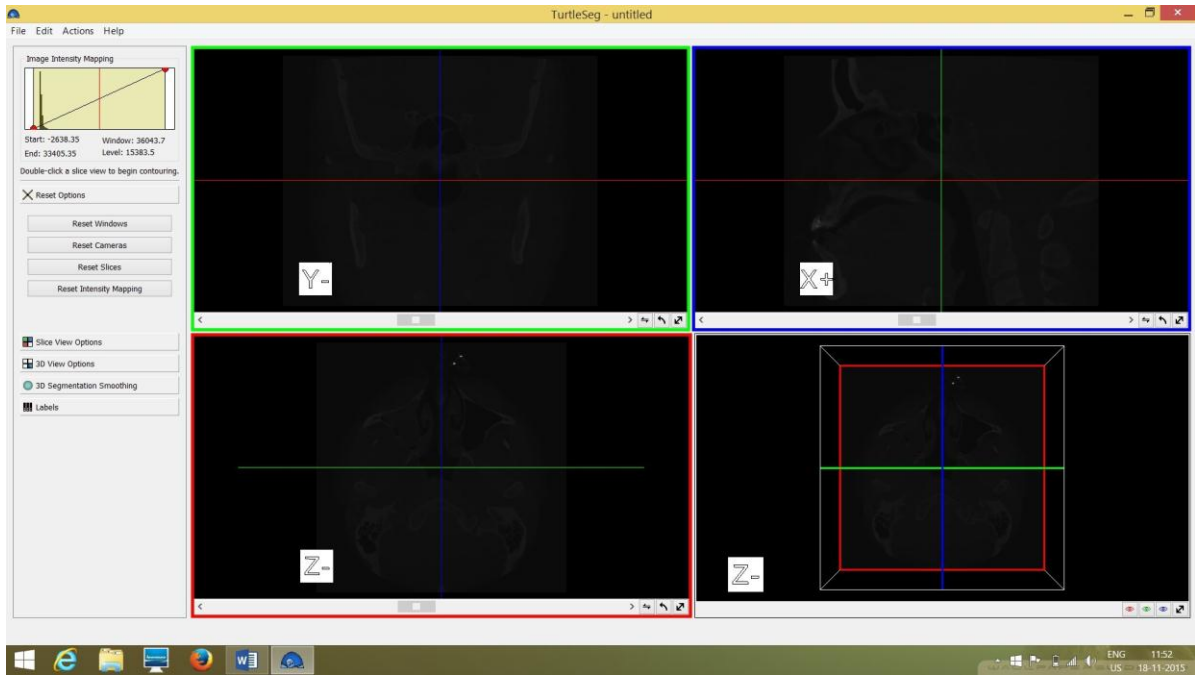 TurtleSeg - untitled
File Edit Actions Help
Image Intensity Mapping
Start: -2638.35 Window: 36043.7
End: 33405.35 Level: 15383.5
Double-click a slice view to begin contouring.
Reset Options
Reset Windows
Reset Cameras
Reset Slices
Reset Intensity Mapping
Slice View Options
3D View Options
3D Segmentation Smoothing
Labels
Y-
X+
Z-
Z-
ENG 11:52
US 18-11-2015